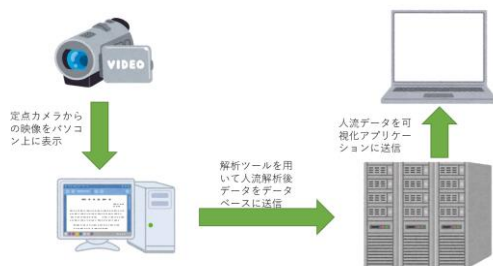 VIDEO
定点カメラから
の映像をパソコ
ン上に表示
解析ツールを用
いて人流解析後
データをデータ
ベースに送信
人流データを可
視化アプリケー
ションに送信